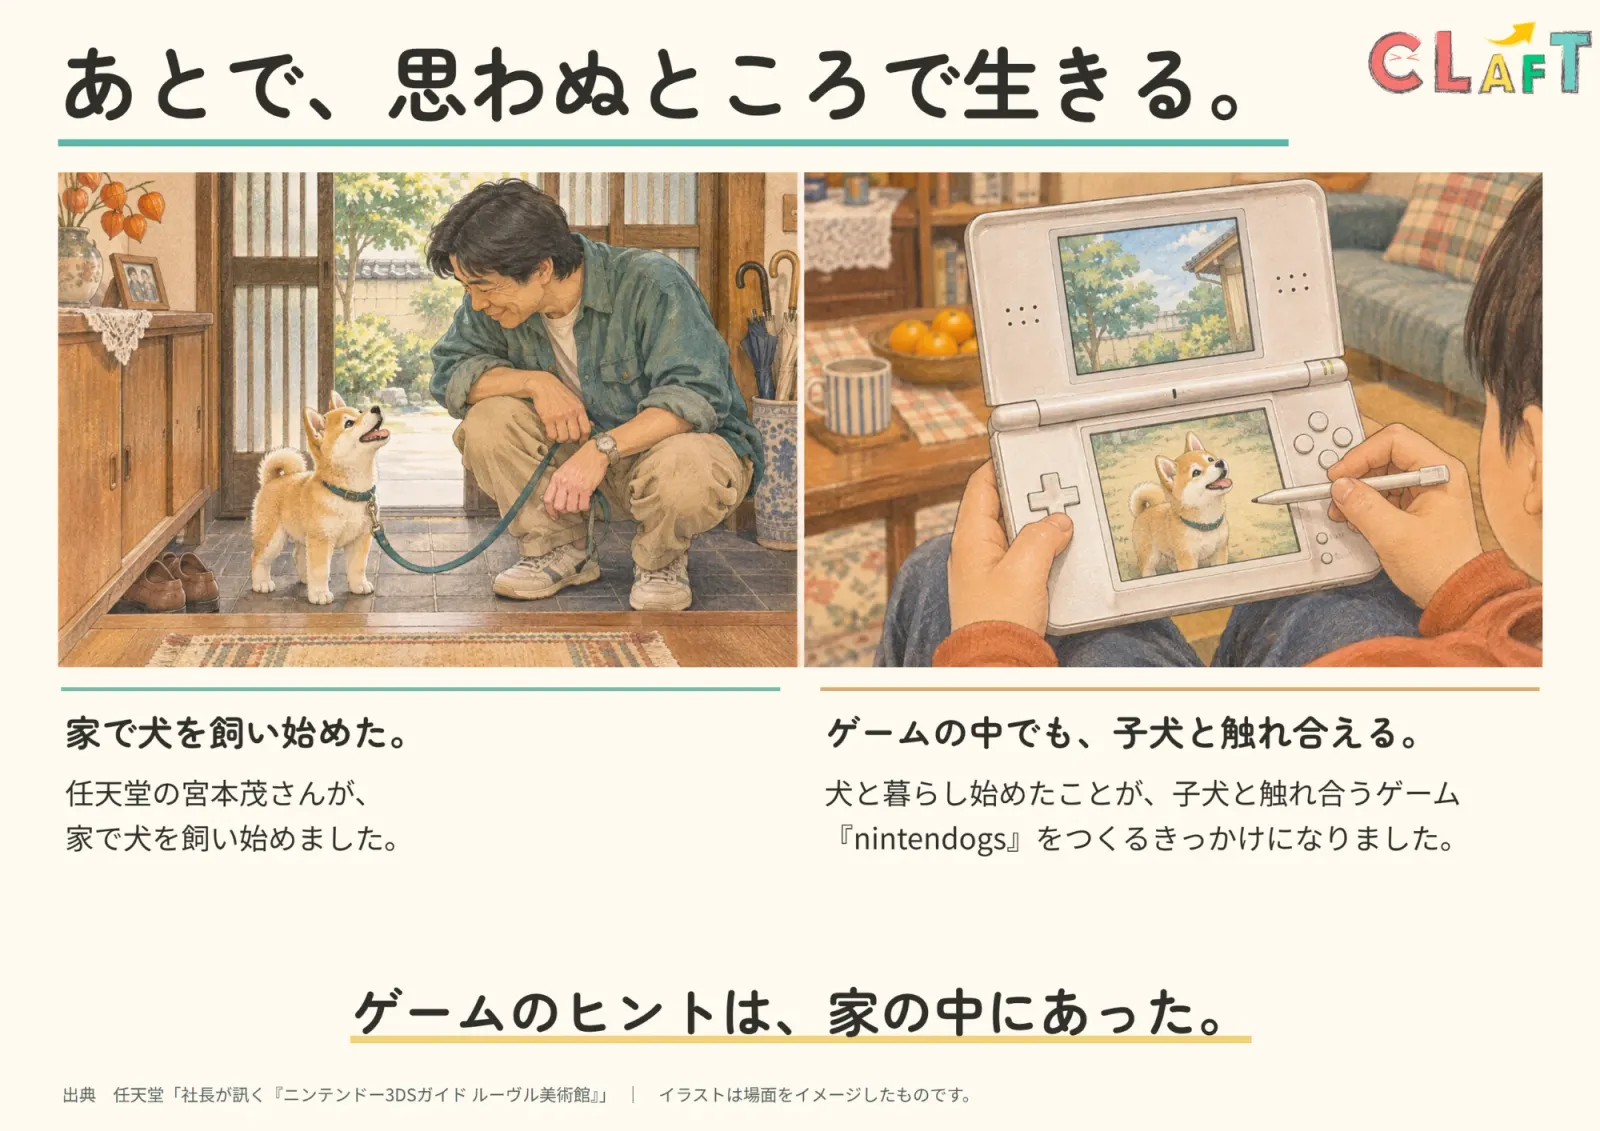 あとで、思わぬところで生きる。
CLAFT
家で犬を飼い始めた。
任天堂の宮本茂さんが、
家で犬を飼い始めました。
ゲームの中でも、子犬と触れ合える。
犬と暮らし始めたことが、子犬と触れ合うゲーム
『nintendogs』をつくるきっかけになりました。
ゲームのヒントは、家の中にあった。
出典　任天堂「社長が訊く『ニンテンドー3DSガイド ルーヴル美術館』」　｜　イラストは場面をイメージしたものです。